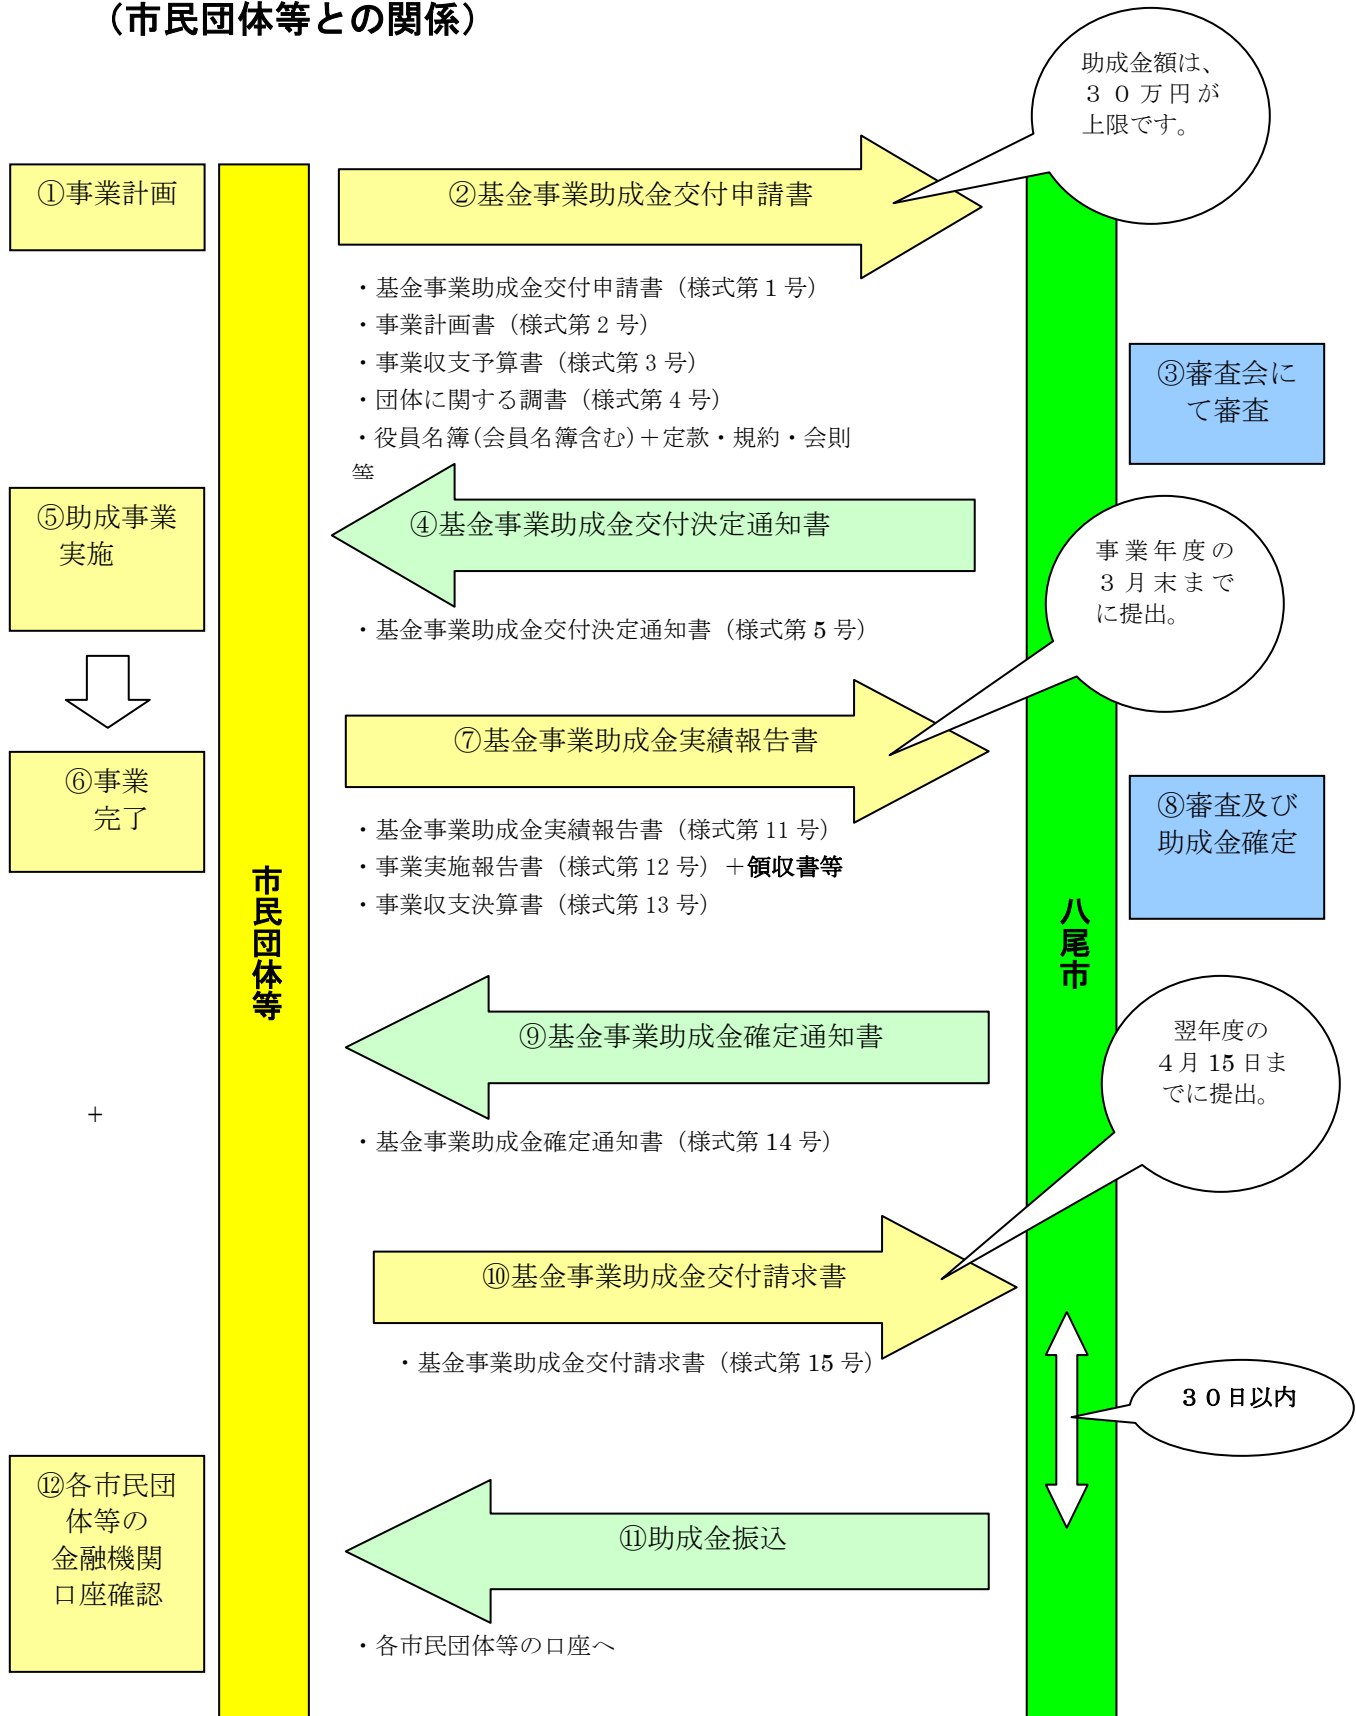 （市民団体等との関係）
助成金額は、
３０万円が
上限です。
①事業計画
②基金事業助成金交付申請書
・基金事業助成金交付申請書（様式第１号）
・事業計画書（様式第２号）
・事業収支予算書（様式第３号）
・団体に関する調書（様式第４号）
・役員名簿(会員名簿含む)＋定款・規約・会則
等
③審査会に
て審査
④基金事業助成金交付決定通知書
⑤助成事業
実施
事業年度の
３月末まで
に提出。
・基金事業助成金交付決定通知書（様式第 5 号）
⑦基金事業助成金実績報告書
⑥事業
完了
・基金事業助成金実績報告書（様式第 11 号）
・事業実施報告書（様式第 12 号）＋領収書等
・事業収支決算書（様式第 13 号）
⑧審査及び
助成金確定
市民団体等
八尾市
⑨基金事業助成金確定通知書
翌年度の
４月 15 日ま
でに提出。
+
・基金事業助成金確定通知書（様式第 14 号）
⑩基金事業助成金交付請求書
・基金事業助成金交付請求書（様式第 15 号）
３０日以内
⑫各市民団
体等の
金融機関
口座確認
⑪助成金振込
・各市民団体等の口座へ